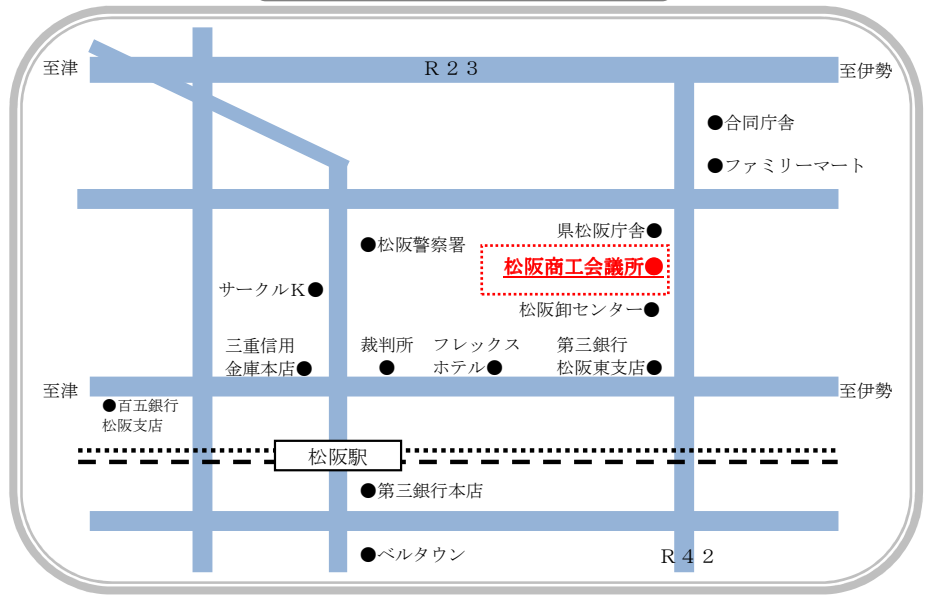 至津
R23
至伊勢
●合同庁舎
●ファミリーマート
県松阪庁舎●
●松阪警察署
松阪商工会議所●
サークルK●
松阪卸センター●
三重信用
金庫本店●
裁判所
●
フレックス
ホテル●
第三銀行
松阪東支店●
至津
至伊勢
●百五銀行
松阪支店
松阪駅
●第三銀行本店
●ベルタウン
R42